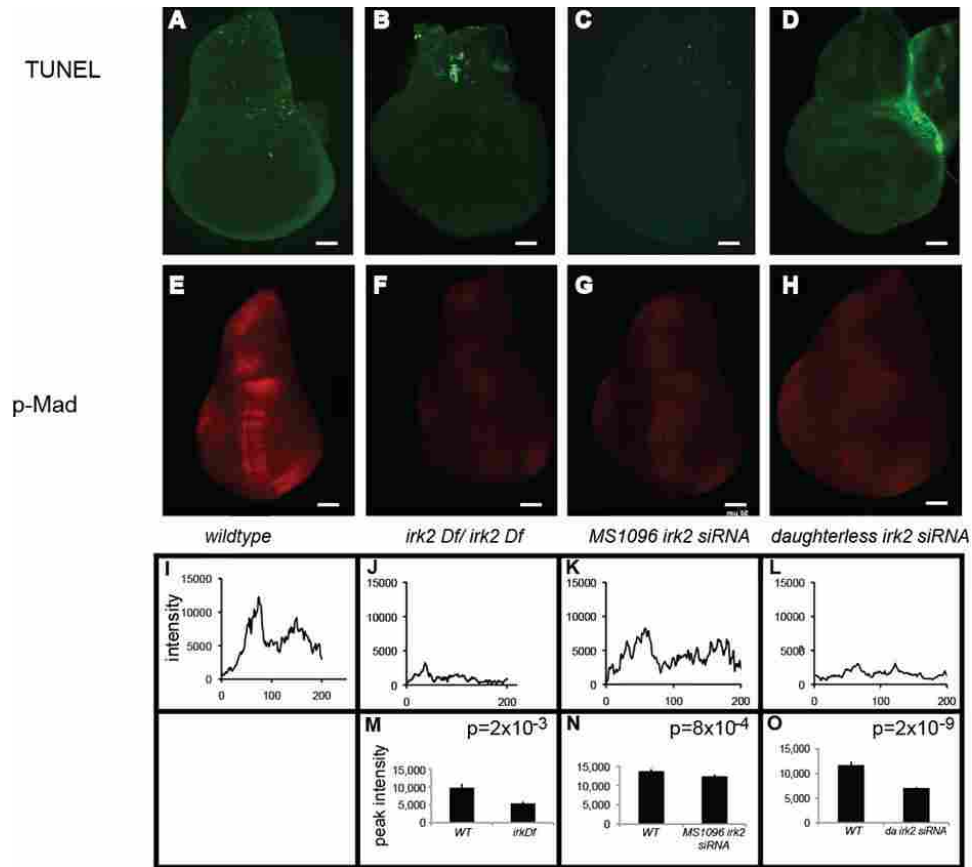 TUNEL
A
B
C
D
p-Mad
E
F
G
H
wildtype
irk2 Df/ irk2 Df
MS1096 irk2 siRNA
daughterless irk2 siRNA
I
intensity
15000
10000
5000
0
0 100 200
J
15000
10000
5000
0
0 100 200
K
15000
10000
5000
0
0 100 200
L
15000
10000
5000
0
0 100 200
M
p=2x10-3
peak intensity
15,000
10,000
5,000
0
WT irkDf
N
p=8x10-4
15,000
10,000
5,000
0
WT MS1096 irk2
siRNA
O
p=2x10-9
15,000
10,000
5,000
0
WT da irk2 siRNA